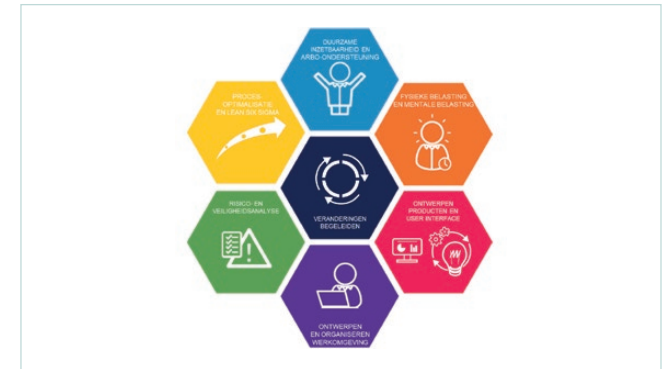 DUURZAME
INZETBAARHEID EN
ARBO-ONDERSTEUNING
PROCES-
OPTIMALISATIE
EN LEAN SIX SIGMA
FYSIEKE BELASTING
EN MENTALE BELASTING
VERANDERINGEN
BEGELEIDEN
RISICO- EN
VEILIGHEIDSANALYSE
ONTWERPEN
PRODUCTEN EN
USER INTERFACE
ONTWERPEN
EN ORGANISEREN
WERKOMGEVING